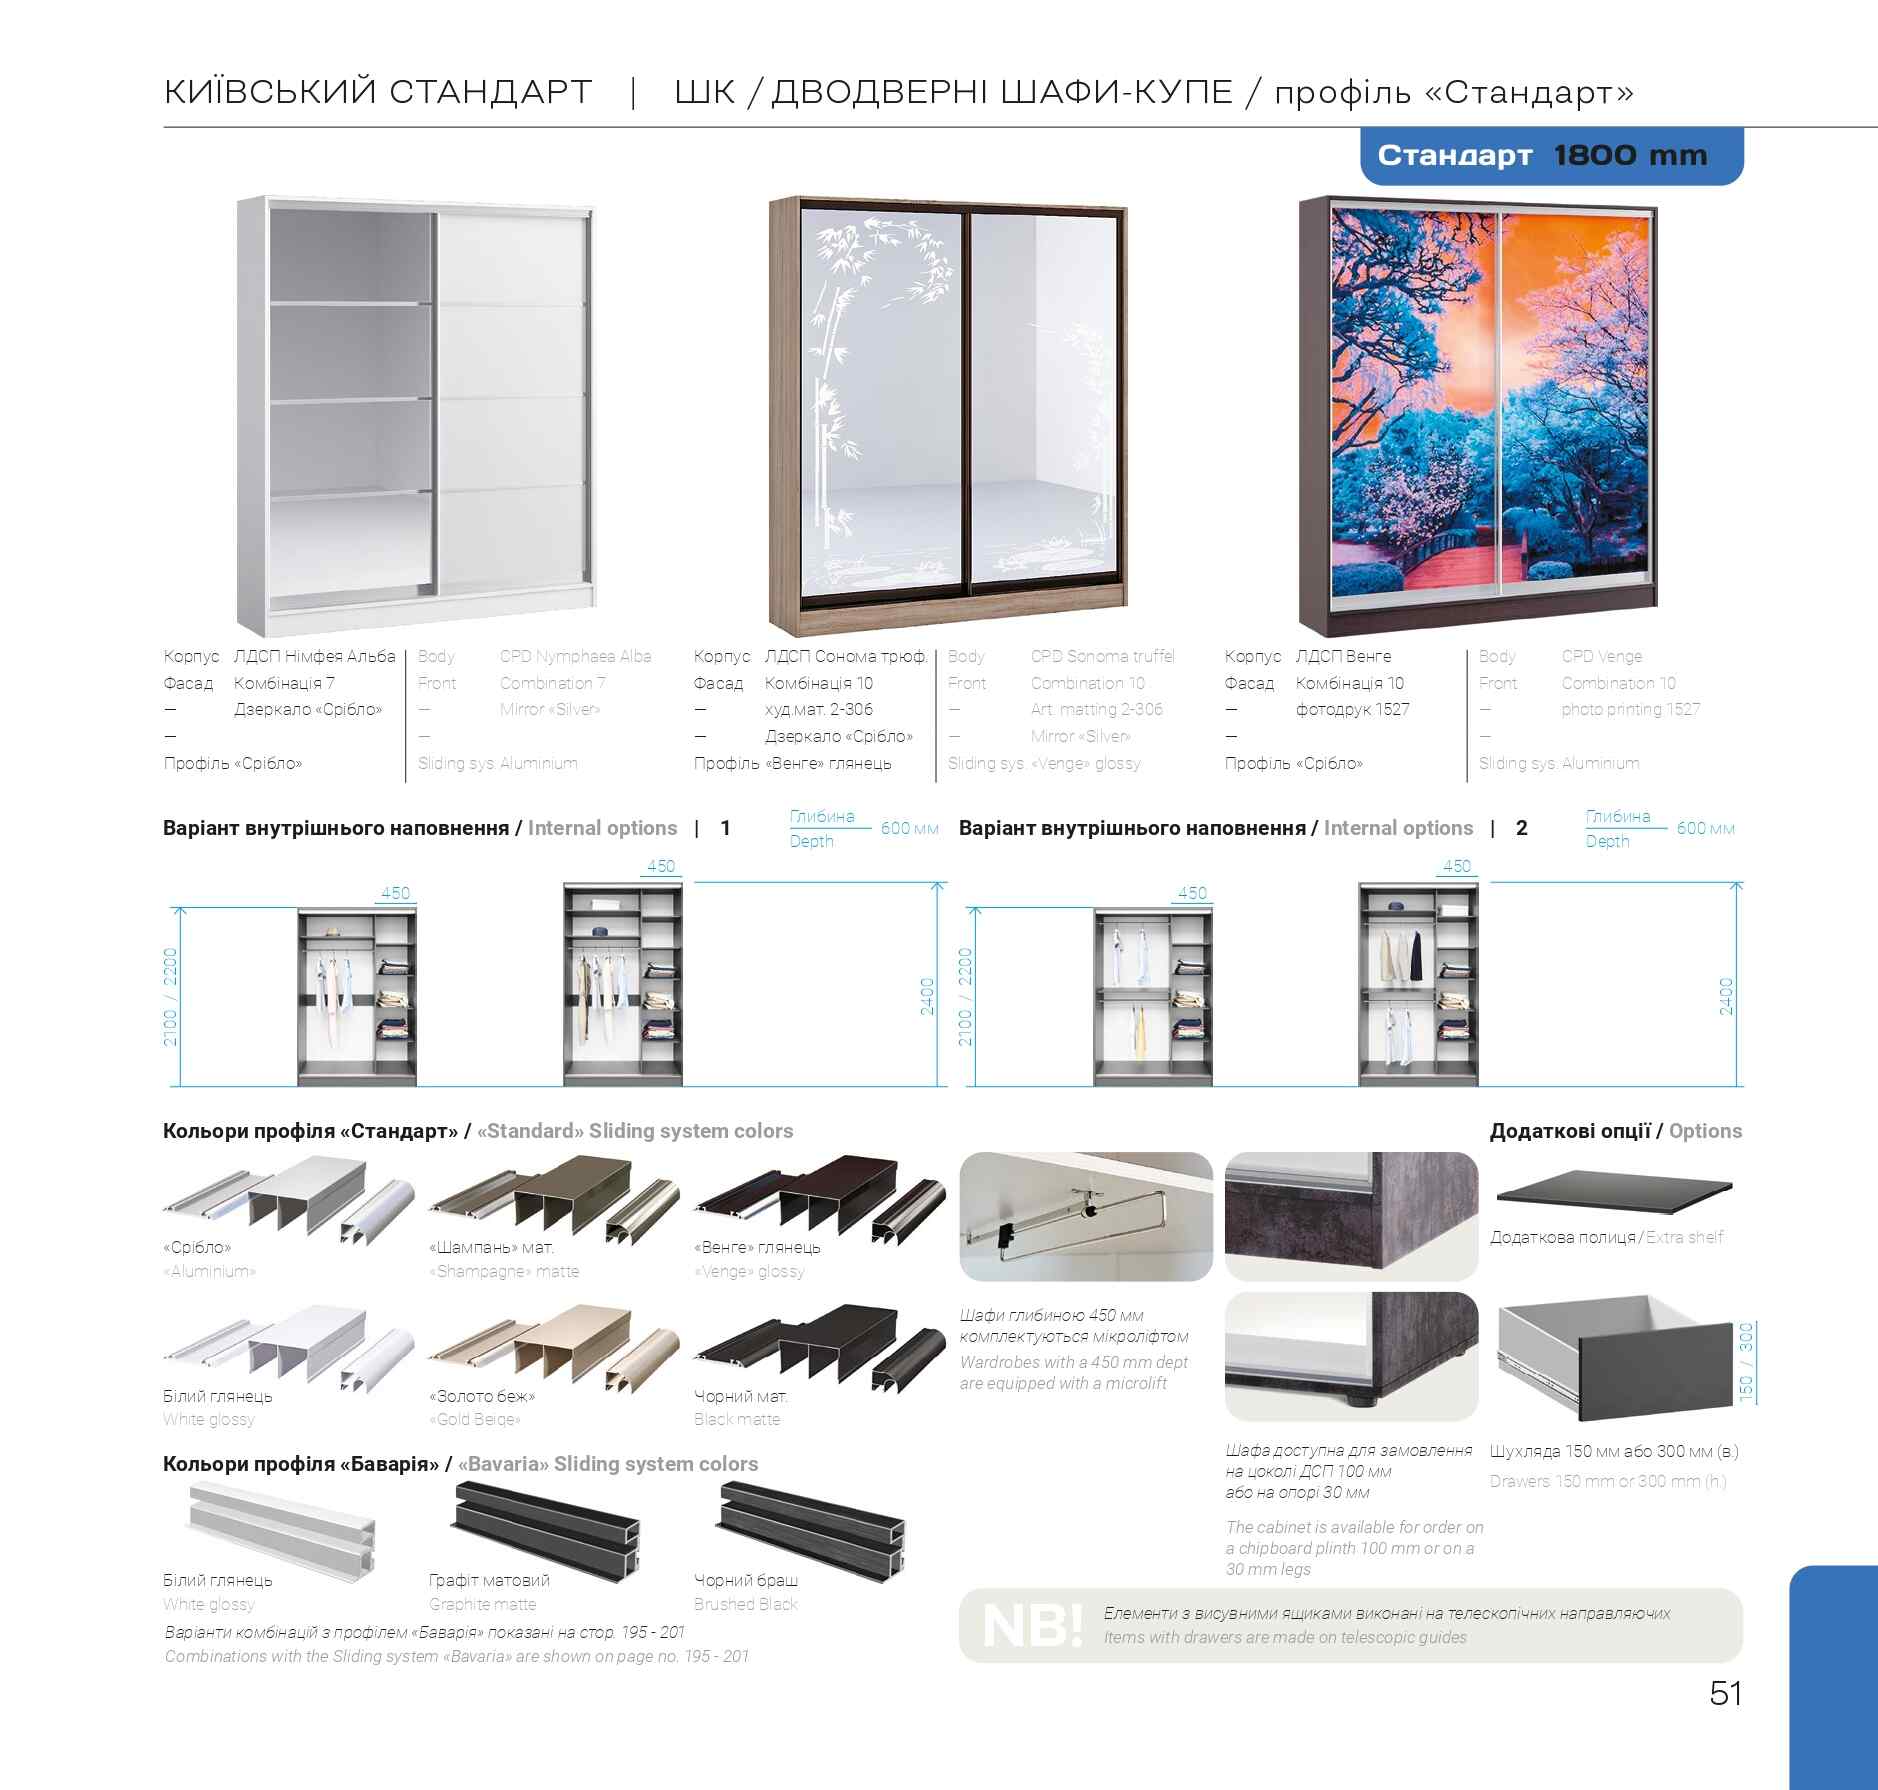 КИЇВСЬКИЙ СТАНДАРТ | ШК / ДВОДВЕРНІ ШАФИ-КУПЕ / профіль «Стандарт»
Стандарт 1800 mm
Корпус ЛДСП Німфея Альба
Фасад Комбінація 7
— Дзеркало «Срібло»
—
Профіль «Срібло»
Body CPD Nymphaea Alba
Front Combination 7
— Mirror «Silver»
—
Sliding sys. Aluminium
Корпус ЛДСП Сонома трюф.
Фасад Комбінація 10
— худ.мат. 2-306
— Дзеркало «Срібло»
Профіль «Венге» глянець
Body CPD Sonoma truffel
Front Combination 10
— Art. matting 2-306
— Mirror «Silver»
Sliding sys. «Venge» glossy
Корпус ЛДСП Венге
Фасад Комбінація 10
— фотодрук 1527
—
Профіль «Срібло»
Body CPD Venge
Front Combination 10
— photo printing 1527
—
Sliding sys. Aluminium
Варіант внутрішнього наповнення / Internal options | 1
Глибина
Depth
600 мм
450
450
2100 / 2200
2400
Варіант внутрішнього наповнення / Internal options | 2
Глибина
Depth
600 мм
450
450
2100 / 2200
2400
Кольори профіля «Стандарт» / «Standard» Sliding system colors
«Срібло»
«Aluminium»
«Шампань» мат.
«Shampagne» matte
«Венге» глянець
«Venge» glossy
Білий глянець
White glossy
«Золото беж»
«Gold Beige»
Чорний мат.
Black matte
Кольори профіля «Баварія» / «Bavaria» Sliding system colors
Білий глянець
White glossy
Графіт матовий
Graphite matte
Чорний браш
Brushed Black
Варіанти комбінацій з профілем «Баварія» показані на стор. 195 - 201
Combinations with the Sliding system «Bavaria» are shown on page no. 195 - 201
Шафи глибиною 450 мм
комплектуються мікроліфтом
Wardrobes with a 450 mm dept
are equipped with a microlift
Шафа доступна для замовлення
на цоколі ДСП 100 мм
або на опорі 30 мм
The cabinet is available for order on
a chipboard plinth 100 mm or on a
30 mm legs
Додаткові опції / Options
Додаткова полиця / Extra shelf
150 / 300
Шухляда 150 мм або 300 мм (в.)
Drawers 150 mm or 300 mm (h.)
NB!
Елементи з висувними ящиками виконані на телескопічних направляючих
Items with drawers are made on telescopic guides
51